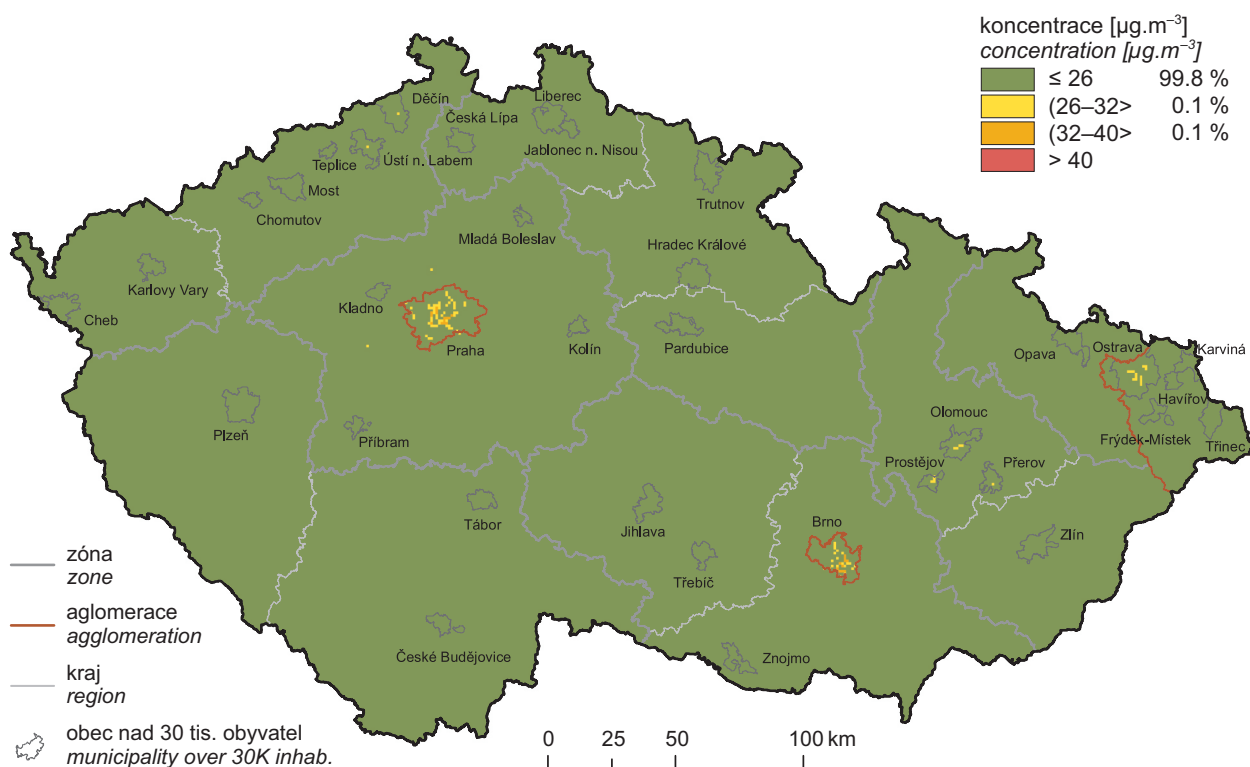 koncentrace [µg.m⁻³]
concentration [µg.m⁻³]
≤ 26 99.8 %
(26–32> 0.1 %
(32–40> 0.1 %
> 40
Děčín
Liberec
Česká Lípa
Teplice
Ústí n. Labem
Jablonec n. Nisou
Most
Chomutov
Trutnov
Mladá Boleslav
Hradec Králové
Karlovy Vary
Kladno
Cheb
Praha
Kolín
Pardubice
Opava
Ostrava
Karviná
Havířov
Plzeň
Příbram
Olomouc
Frýdek-Místek
Třinec
Prostějov
Přerov
Tábor
Jihlava
Brno
Zlín
Třebíč
České Budějovice
Znojmo
zóna
zone
aglomerace
agglomeration
kraj
region
obec nad 30 tis. obyvatel
municipality over 30K inhab.
0 25 50 100 km